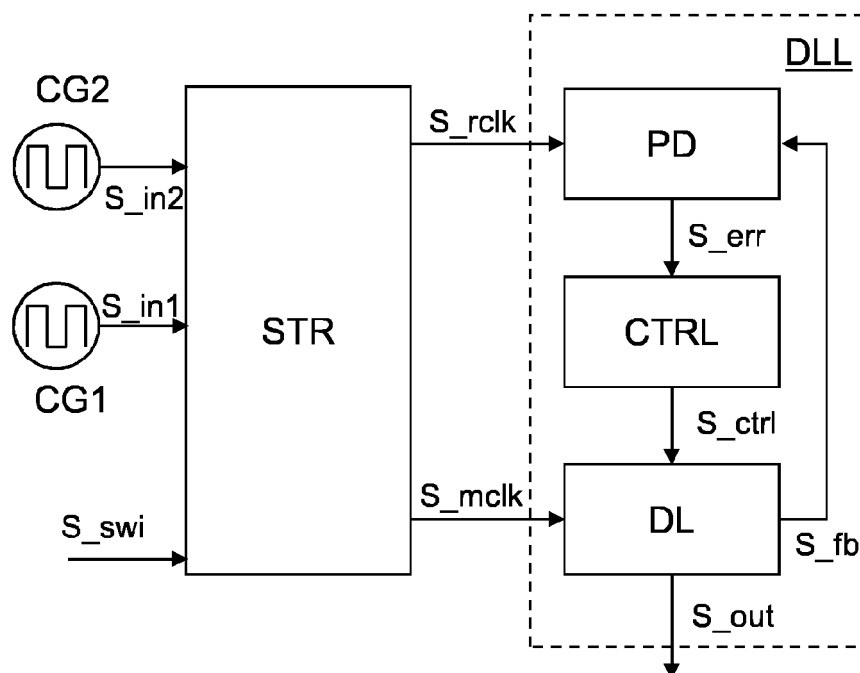 DLL
CG2
S_in2
S_in1
CG1
S_swi
STR
S_rclk
S_mclk
PD
S_err
CTRL
S_ctrl
DL
S_fb
S_out